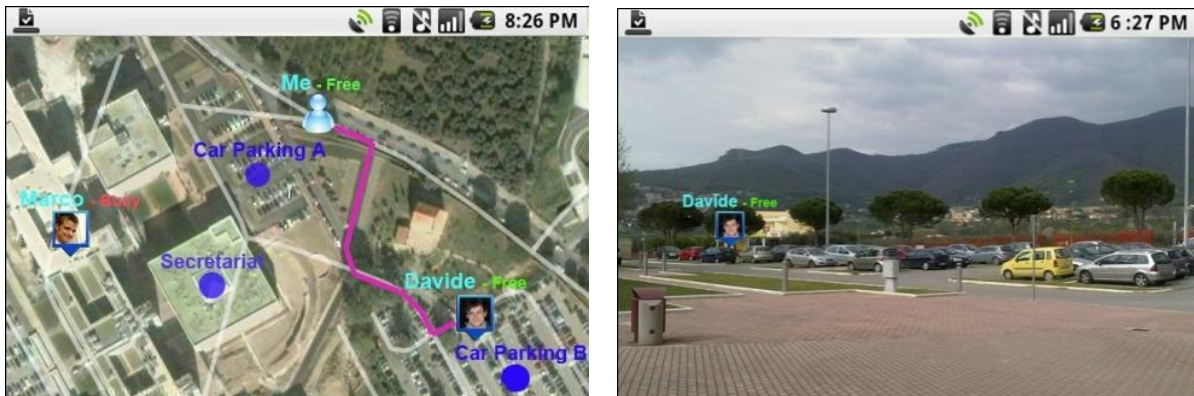 8:26 PM
Me - Free
Car Parking A
Marco - Busy
Secretariat
Davide - Free
Car Parking B
6:27 PM
Davide - Free